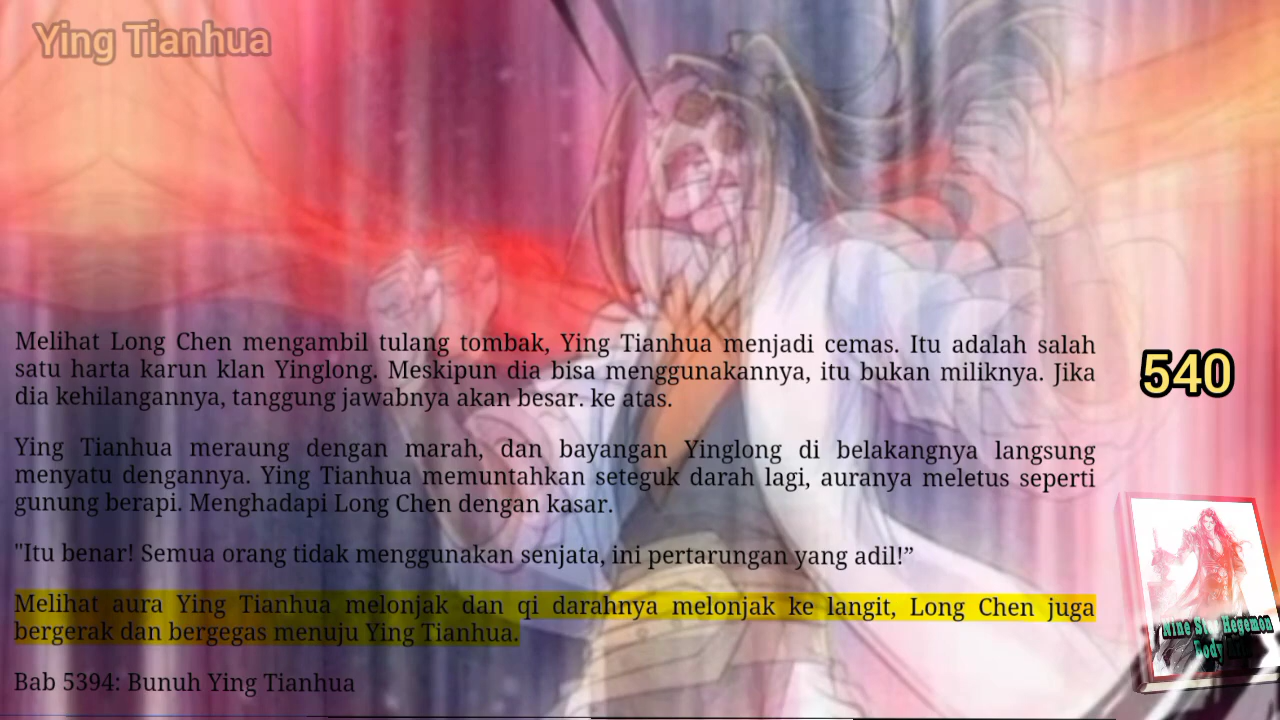 Ying Tianhua
Melihat Long Chen mengambil tulang tombak, Ying Tianhua menjadi cemas. Itu adalah salah
satu harta karun klan Yinglong. Meskipun dia bisa menggunakannya, itu bukan miliknya. Jika
dia kehilangannya, tanggung jawabnya akan besar. ke atas.
540
Ying Tianhua meraung dengan marah, dan bayangan Yinglong di belakangnya langsung
menyatu dengannya. Ying Tianhua memuntahkan seteguk darah lagi, auranya meletus seperti
gunung berapi. Menghadapi Long Chen dengan kasar.
"Itu benar! Semua orang tidak menggunakan senjata, ini pertarungan yang adil!”
Melihat aura Ying Tianhua melonjak dan qi darahnya melonjak ke langit, Long Chen juga
bergerak dan bergegas menuju Ying Tianhua.
Bab 5394: Bunuh Ying Tianhua
Nine Hegemon
Body